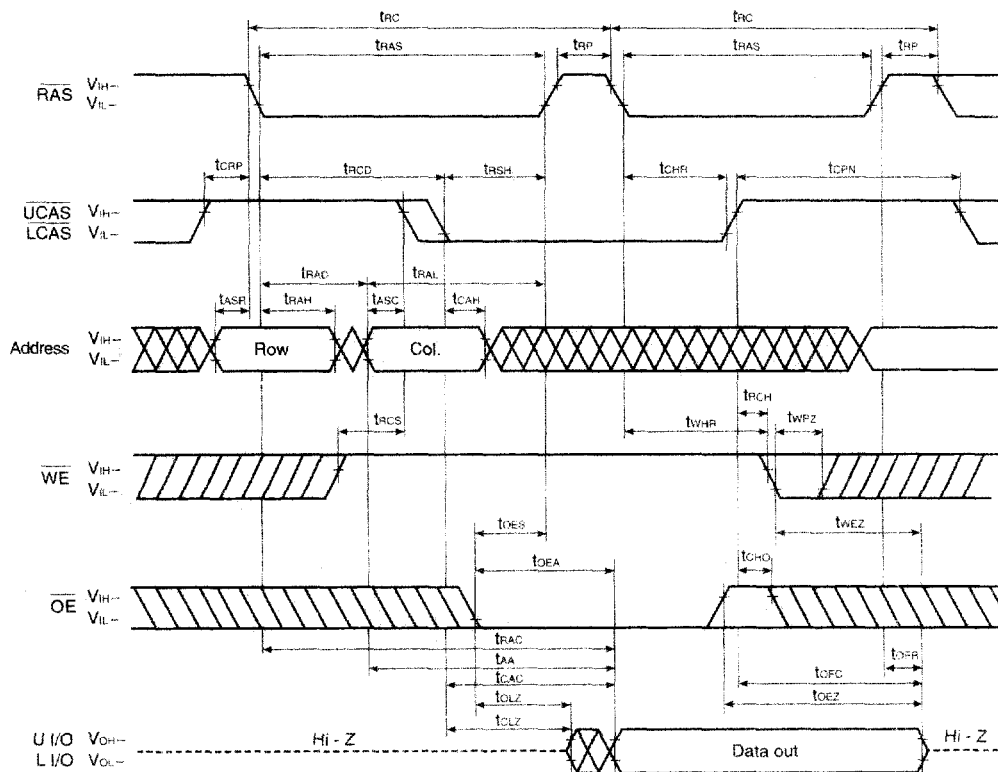 tRC tRC
tRAS tRP tRAS tRP
RAS VIH– VIL–
tCRP tRCD tRSH tCHR tCPN
UCAS LCAS VIH– VIL–
tRAD tRAL
tASR tRAH tASC tCAH
Address VIH– VIL– Row Col.
tRCH
tRCS tWHR tWPZ
WE VIH– VIL–
tOES tWEZ
tOEA tCHO
OE VIH– VIL–
tRAC tOFR
tAA tOFC
tCAC tOEZ
tOLZ
tCLZ
U I/O L I/O VOH– VOL– Hi - Z Data out Hi - Z